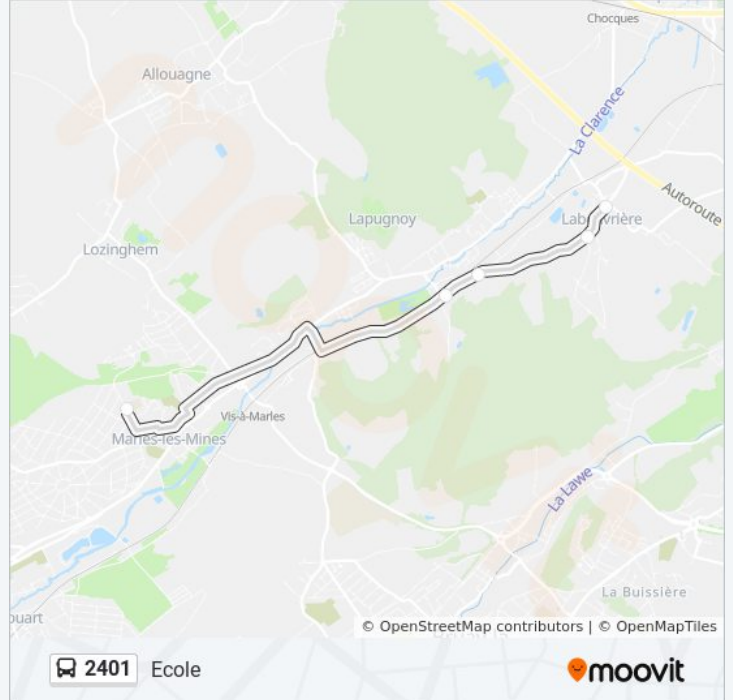 Chocques
Allouagne
La Clarence
Autoroute
Lapugnoy
Labeuvrière
Lozinghem
Vis-à-Marles
Marles-les-Mines
La Lawe
La Buissière
ouart
© OpenStreetMap contributors | © OpenMapTiles
2401 Ecole
moovit